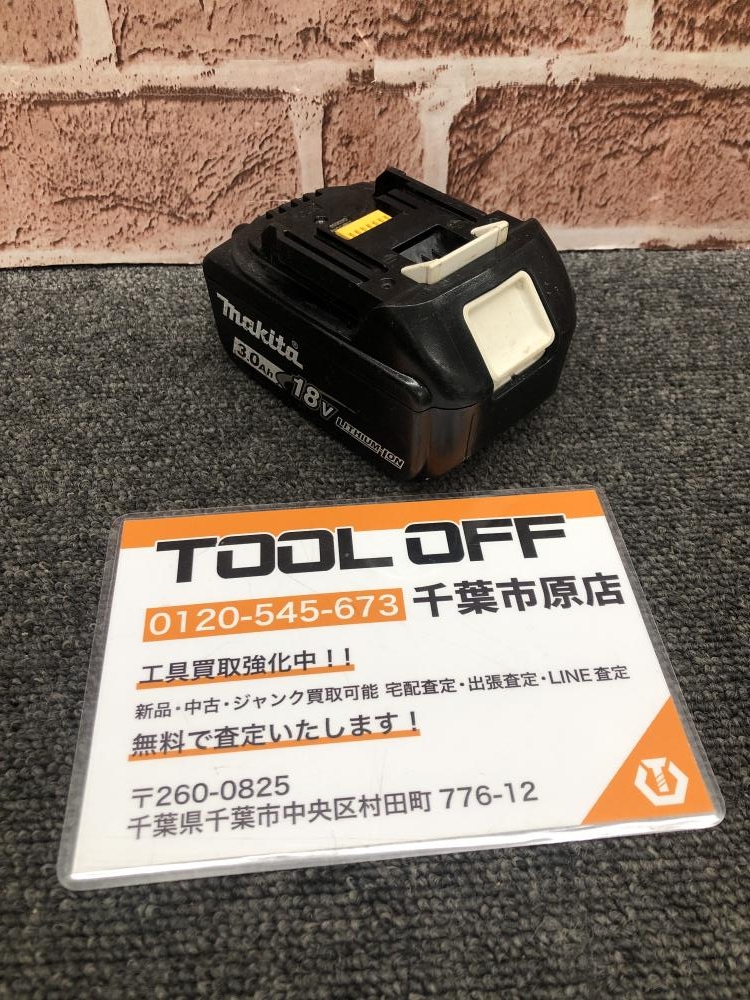 makita®
3.0Ah 18V
LITHIUM-ION
TOOL OFF
0120-545-673 千葉市原店
工具買取強化中！！
新品・中古・ジャンク買取可能 宅配査定・出張査定・LINE査定
無料で査定いたします！
〒260-0825
千葉県千葉市中央区村田町 776-12